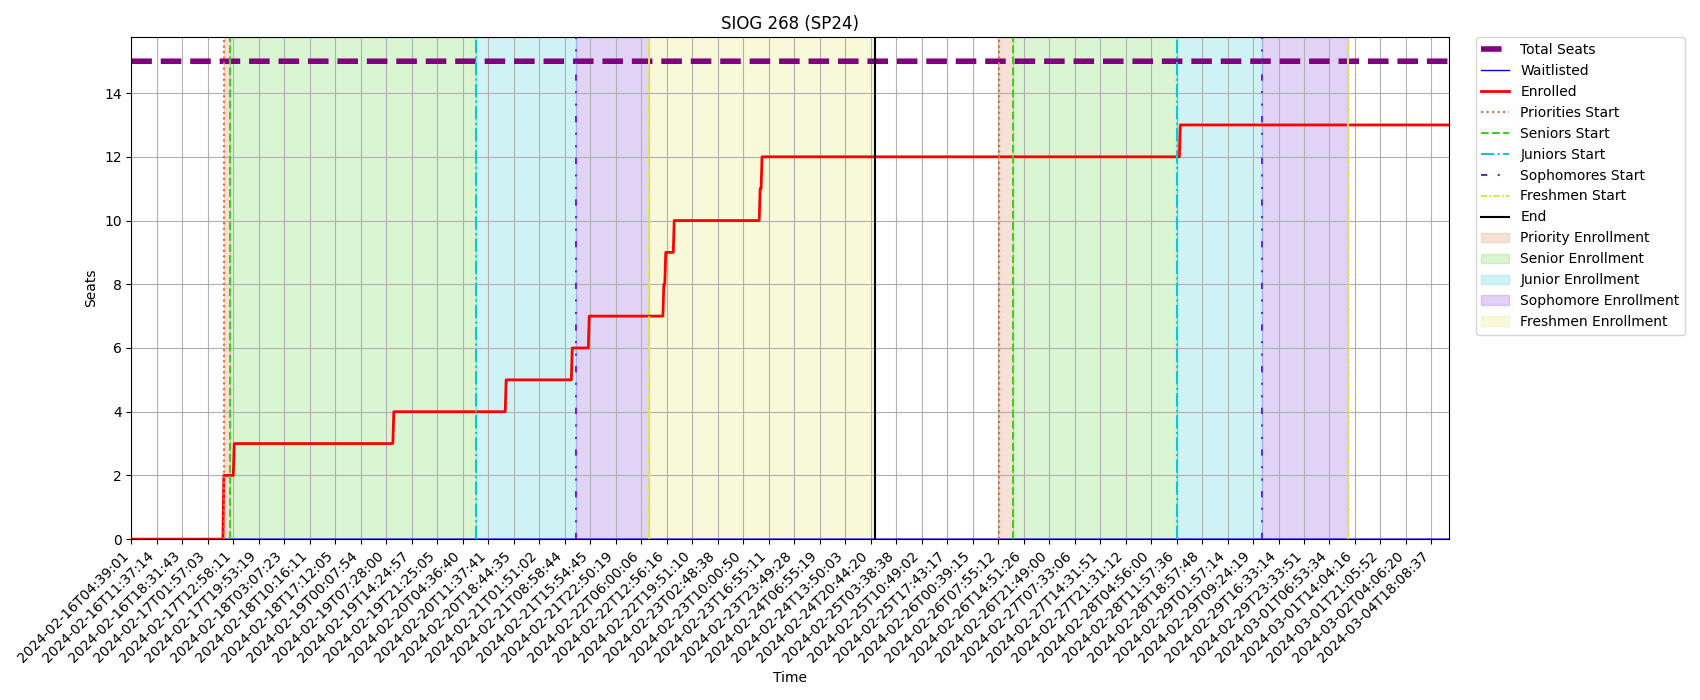 SIOG 268 (SP24)
Total Seats
Waitlisted
Enrolled
Priorities Start
Seniors Start
Juniors Start
Sophomores Start
Freshmen Start
End
Priority Enrollment
Senior Enrollment
Junior Enrollment
Sophomore Enrollment
Freshmen Enrollment
Seats
14
12
10
8
6
4
2
0
2024-02-16T04:39:01
2024-02-16T11:37:14
2024-02-16T18:31:43
2024-02-17T01:57:03
2024-02-17T12:58:11
2024-02-17T19:53:19
2024-02-18T03:07:23
2024-02-18T10:16:11
2024-02-18T17:12:05
2024-02-19T00:07:54
2024-02-19T07:28:00
2024-02-19T14:24:57
2024-02-19T21:25:05
2024-02-20T04:36:40
2024-02-20T11:37:41
2024-02-20T18:44:35
2024-02-21T01:51:02
2024-02-21T08:58:44
2024-02-21T15:54:45
2024-02-21T22:50:19
2024-02-22T06:00:06
2024-02-22T12:56:16
2024-02-22T19:51:10
2024-02-23T02:48:38
2024-02-23T10:00:50
2024-02-23T16:55:11
2024-02-23T23:49:28
2024-02-24T06:55:19
2024-02-24T13:50:03
2024-02-24T20:44:20
2024-02-25T03:38:38
2024-02-25T10:49:02
2024-02-25T17:43:17
2024-02-26T00:39:15
2024-02-26T07:55:12
2024-02-26T14:51:26
2024-02-26T21:49:00
2024-02-27T07:33:06
2024-02-27T14:31:51
2024-02-27T21:31:12
2024-02-28T04:56:00
2024-02-28T11:57:36
2024-02-28T18:57:48
2024-02-29T01:57:14
2024-02-29T09:24:19
2024-02-29T16:33:14
2024-02-29T23:33:51
2024-03-01T06:53:34
2024-03-01T14:04:16
2024-03-01T21:05:52
2024-03-02T04:06:20
2024-03-04T18:08:37
Time